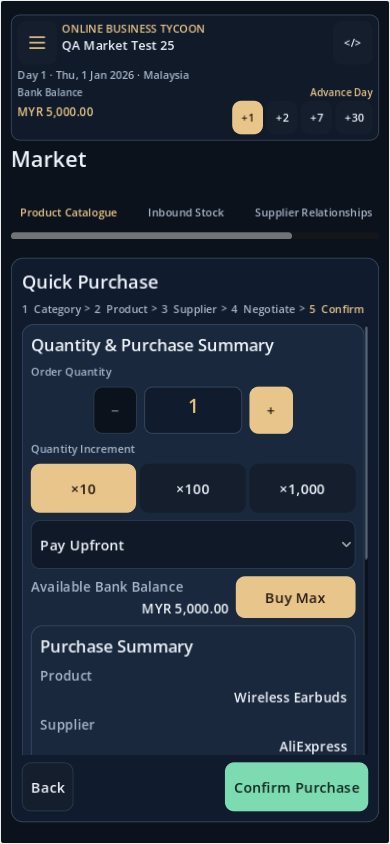 ONLINE BUSINESS TYCOON
QA Market Test 25
</>
Day 1 · Thu, 1 Jan 2026 · Malaysia
Bank Balance
Advance Day
MYR 5,000.00
+1 +2 +7 +30
Market
Product Catalogue Inbound Stock Supplier Relationships
Quick Purchase
1 Category > 2 Product > 3 Supplier > 4 Negotiate > 5 Confirm
Quantity & Purchase Summary
Order Quantity
− 1 +
Quantity Increment
×10 ×100 ×1,000
Pay Upfront
Available Bank Balance
MYR 5,000.00
Buy Max
Purchase Summary
Product
Wireless Earbuds
Supplier
AliExpress
Back Confirm Purchase